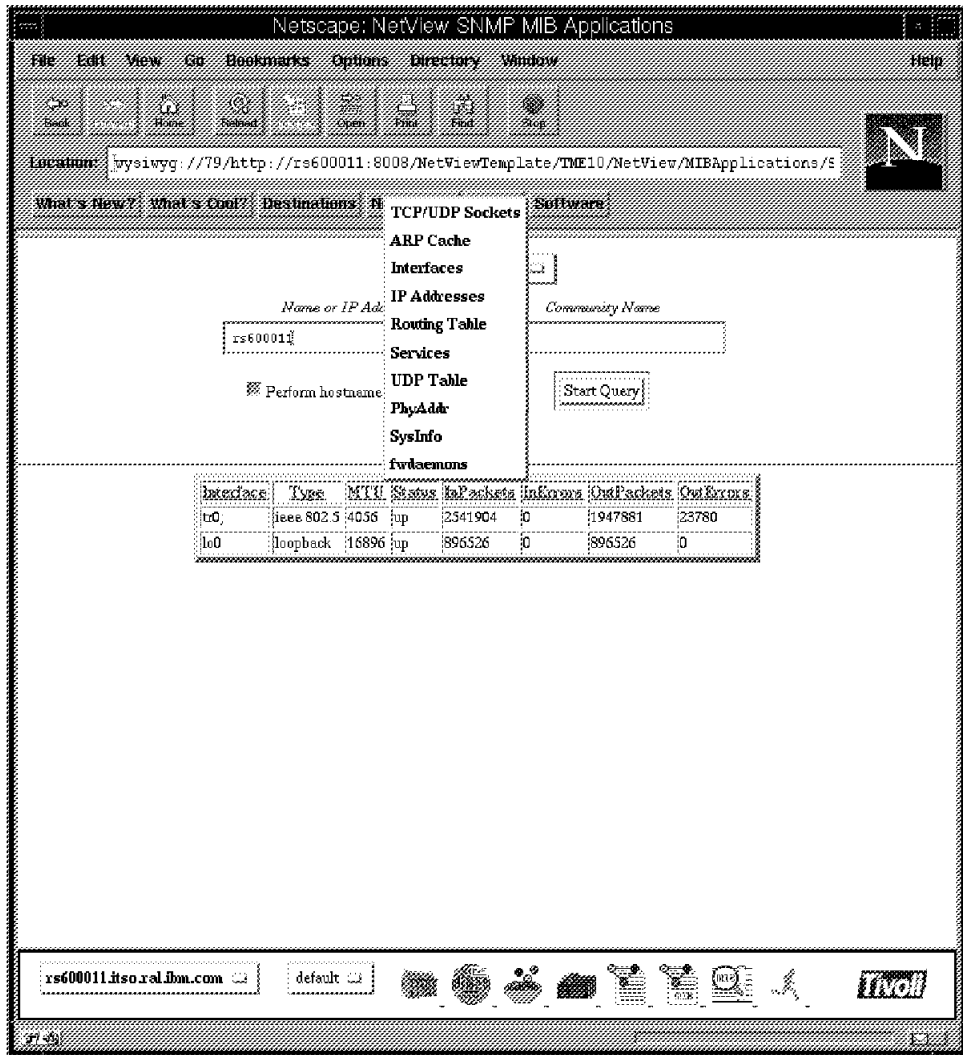 Netscape: NetView SNMP MIB Applications
File Edit View Go Bookmarks Options Directory Window Help
Back Home Reload Open Print Find Stop
N
Location: wysiwyg://79/http://rs600011:8008/NetViewTemplate/TME10/NetView/MIBApplications/S
What's New? What's Cool? Destinations N Software
TCP/UDP Sockets
ARP Cache
Interfaces
IP Addresses
Routing Table
Services
UDP Table
PhyAddr
SysInfo
fwdaemons
Name or IP Add Community Name
rs600011
Perform hostname Start Query
Interface Type MTU Status InPackets InErrors OutPackets OutErrors
tr0, ieee 802.5 4056 up 2541904 0 1947881 23780
lo0 loopback 16896 up 896526 0 896526 0
rs600011.itso.ral.ibm.com default Tivoli